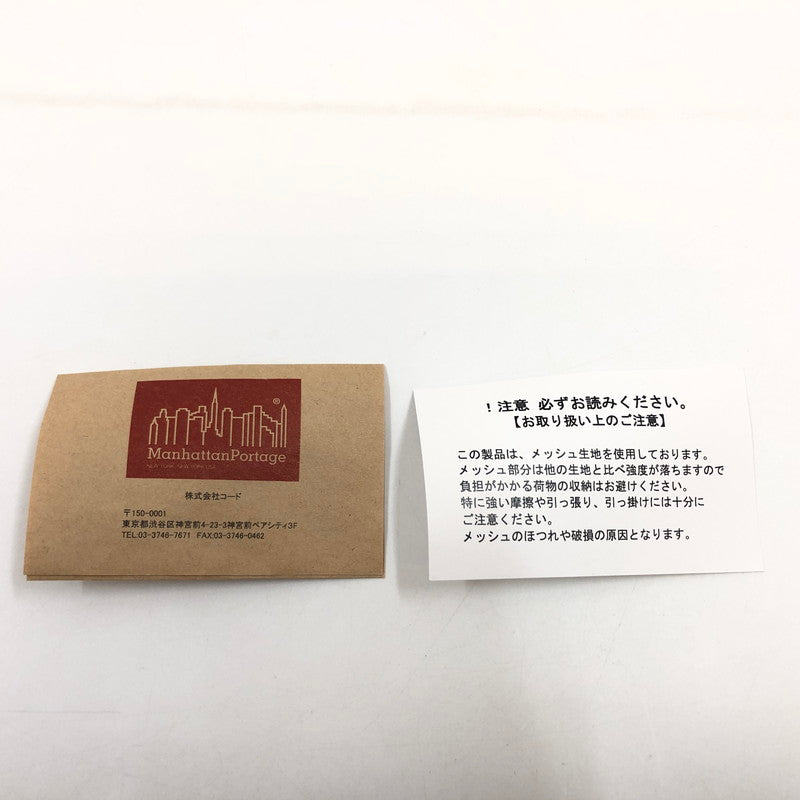 ®
ManhattanPortage
NEW YORK, NEW YORK USA
株式会社コード
〒150-0001
東京都渋谷区神宮前4-23-3神宮前ペアシティ3F
TEL:03-3746-7671 FAX:03-3746-0462
！注意 必ずお読みください。
【お取り扱い上のご注意】
この製品は、メッシュ生地を使用しております。
メッシュ部分は他の生地と比べ強度が落ちますので
負担がかかる荷物の収納はお避けください。
特に強い摩擦や引っ張り、引っ掛けには十分に
ご注意ください。
メッシュのほつれや破損の原因となります。